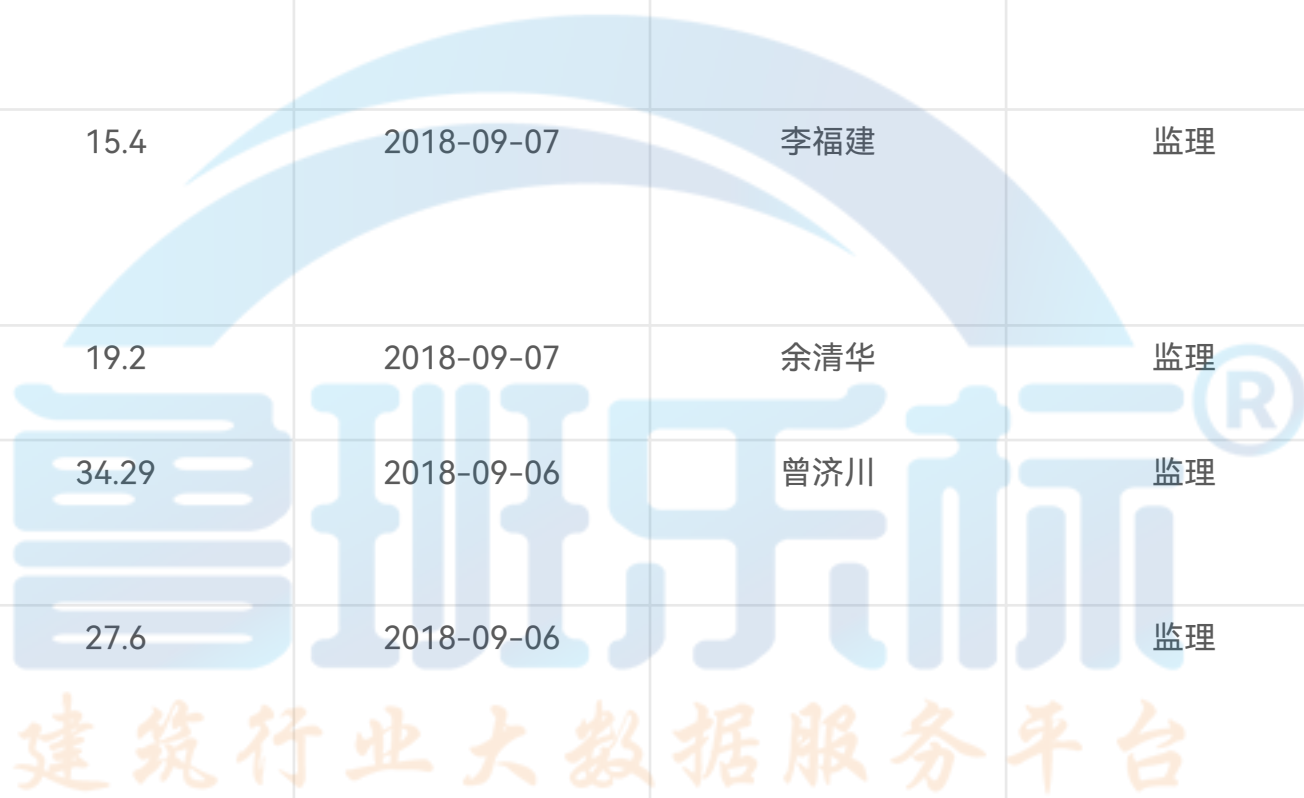 15.4 2018-09-07 李福建 监理
19.2 2018-09-07 余清华 监理
34.29 2018-09-06 曾济川 监理
27.6 2018-09-06 监理
鲁班乐标®
建筑行业大数据服务平台